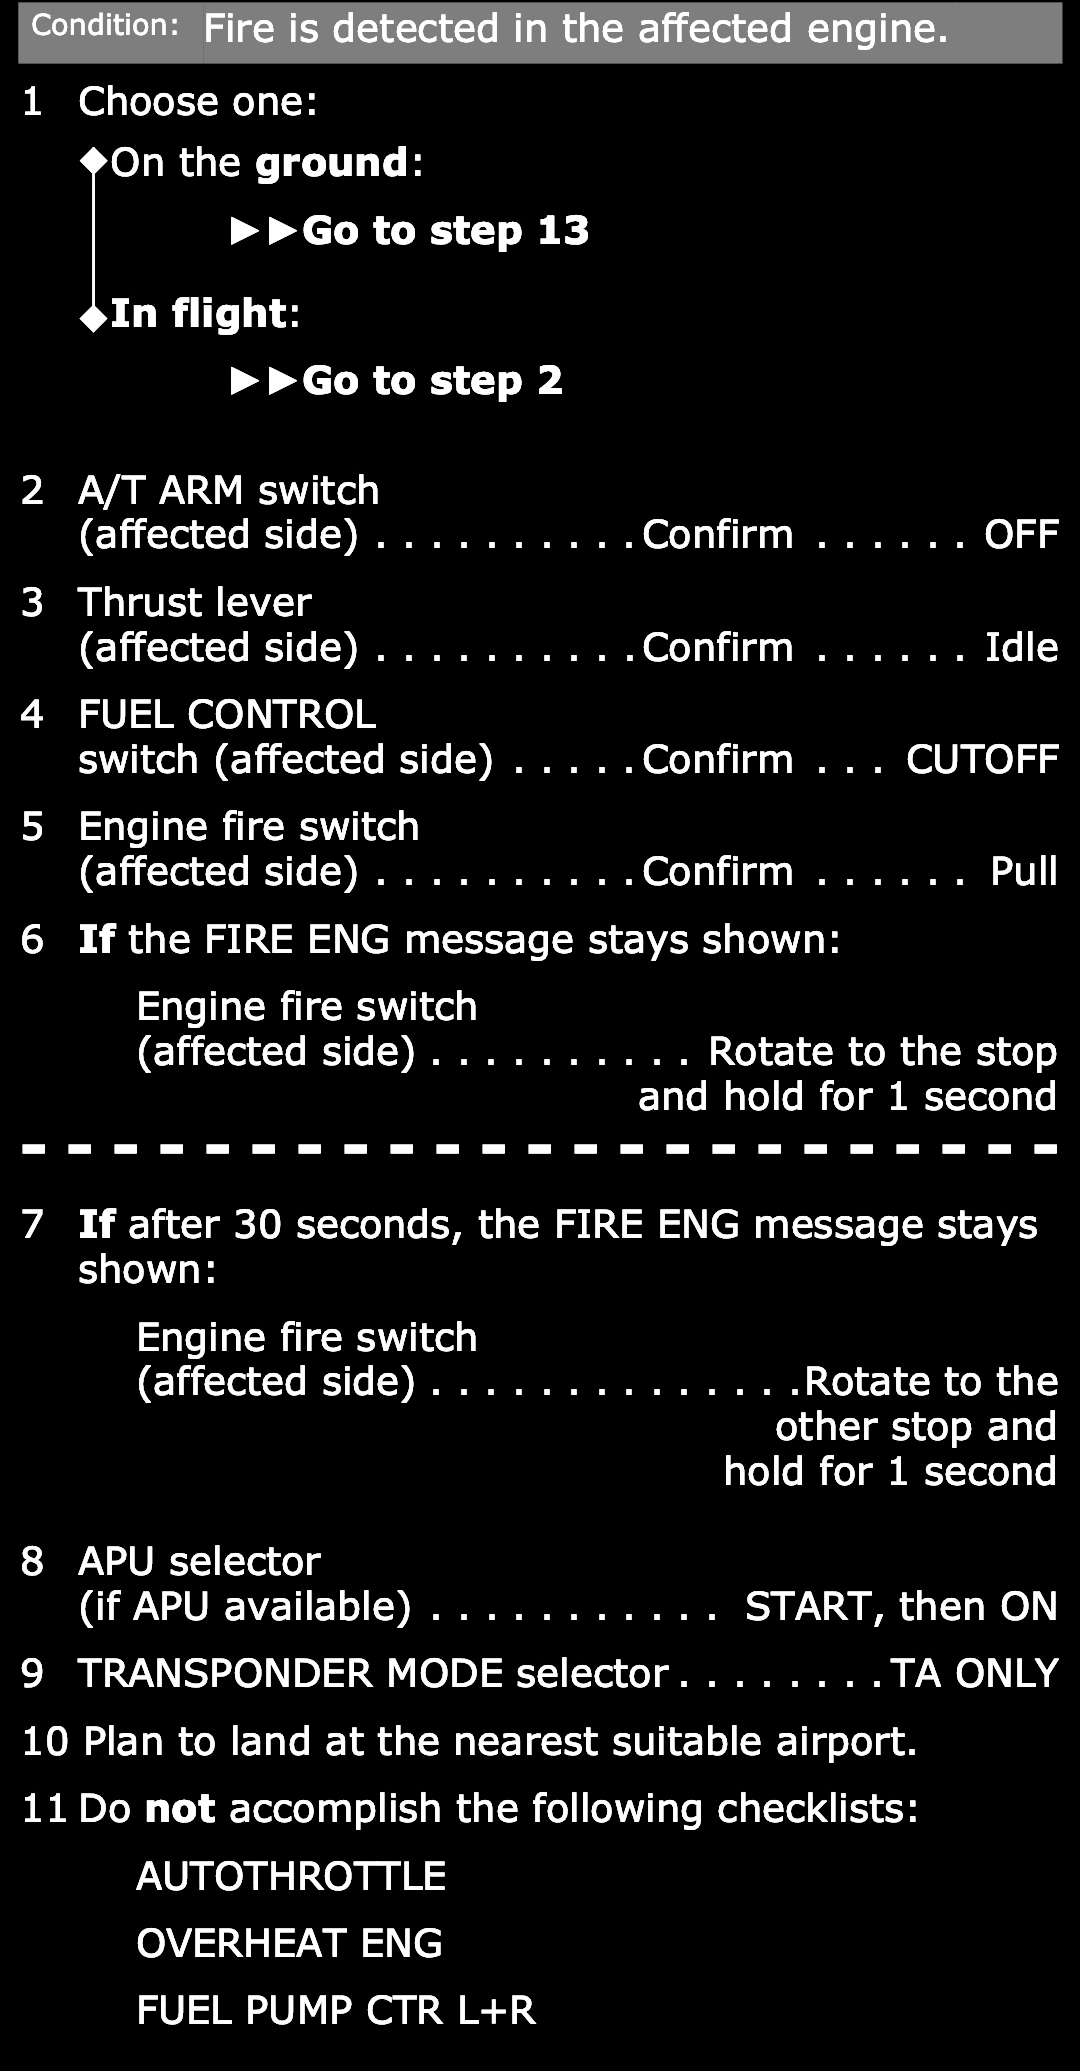 Condition: Fire is detected in the affected engine.
1 Choose one:
◆On the ground:
►►Go to step 13
◆In flight:
►►Go to step 2
2 A/T ARM switch
(affected side) . . . . . . . . . . Confirm . . . . . . OFF
3 Thrust lever
(affected side) . . . . . . . . . . Confirm . . . . . . Idle
4 FUEL CONTROL
switch (affected side) . . . . . Confirm . . . CUTOFF
5 Engine fire switch
(affected side) . . . . . . . . . . Confirm . . . . . . Pull
6 If the FIRE ENG message stays shown:
Engine fire switch
(affected side) . . . . . . . . . . Rotate to the stop
and hold for 1 second
7 If after 30 seconds, the FIRE ENG message stays
shown:
Engine fire switch
(affected side) . . . . . . . . . . . . . . Rotate to the
other stop and
hold for 1 second
8 APU selector
(if APU available) . . . . . . . . . . . START, then ON
9 TRANSPONDER MODE selector . . . . . . . . TA ONLY
10 Plan to land at the nearest suitable airport.
11 Do not accomplish the following checklists:
AUTOTHROTTLE
OVERHEAT ENG
FUEL PUMP CTR L+R